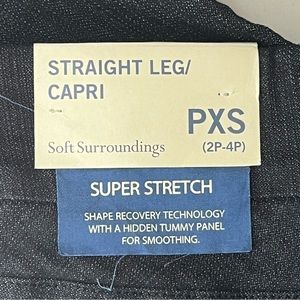 STRAIGHT LEG/
CAPRI
PXS
Soft Surroundings
(2P-4P)
SUPER STRETCH
SHAPE RECOVERY TECHNOLOGY
WITH A HIDDEN TUMMY PANEL
FOR SMOOTHING.